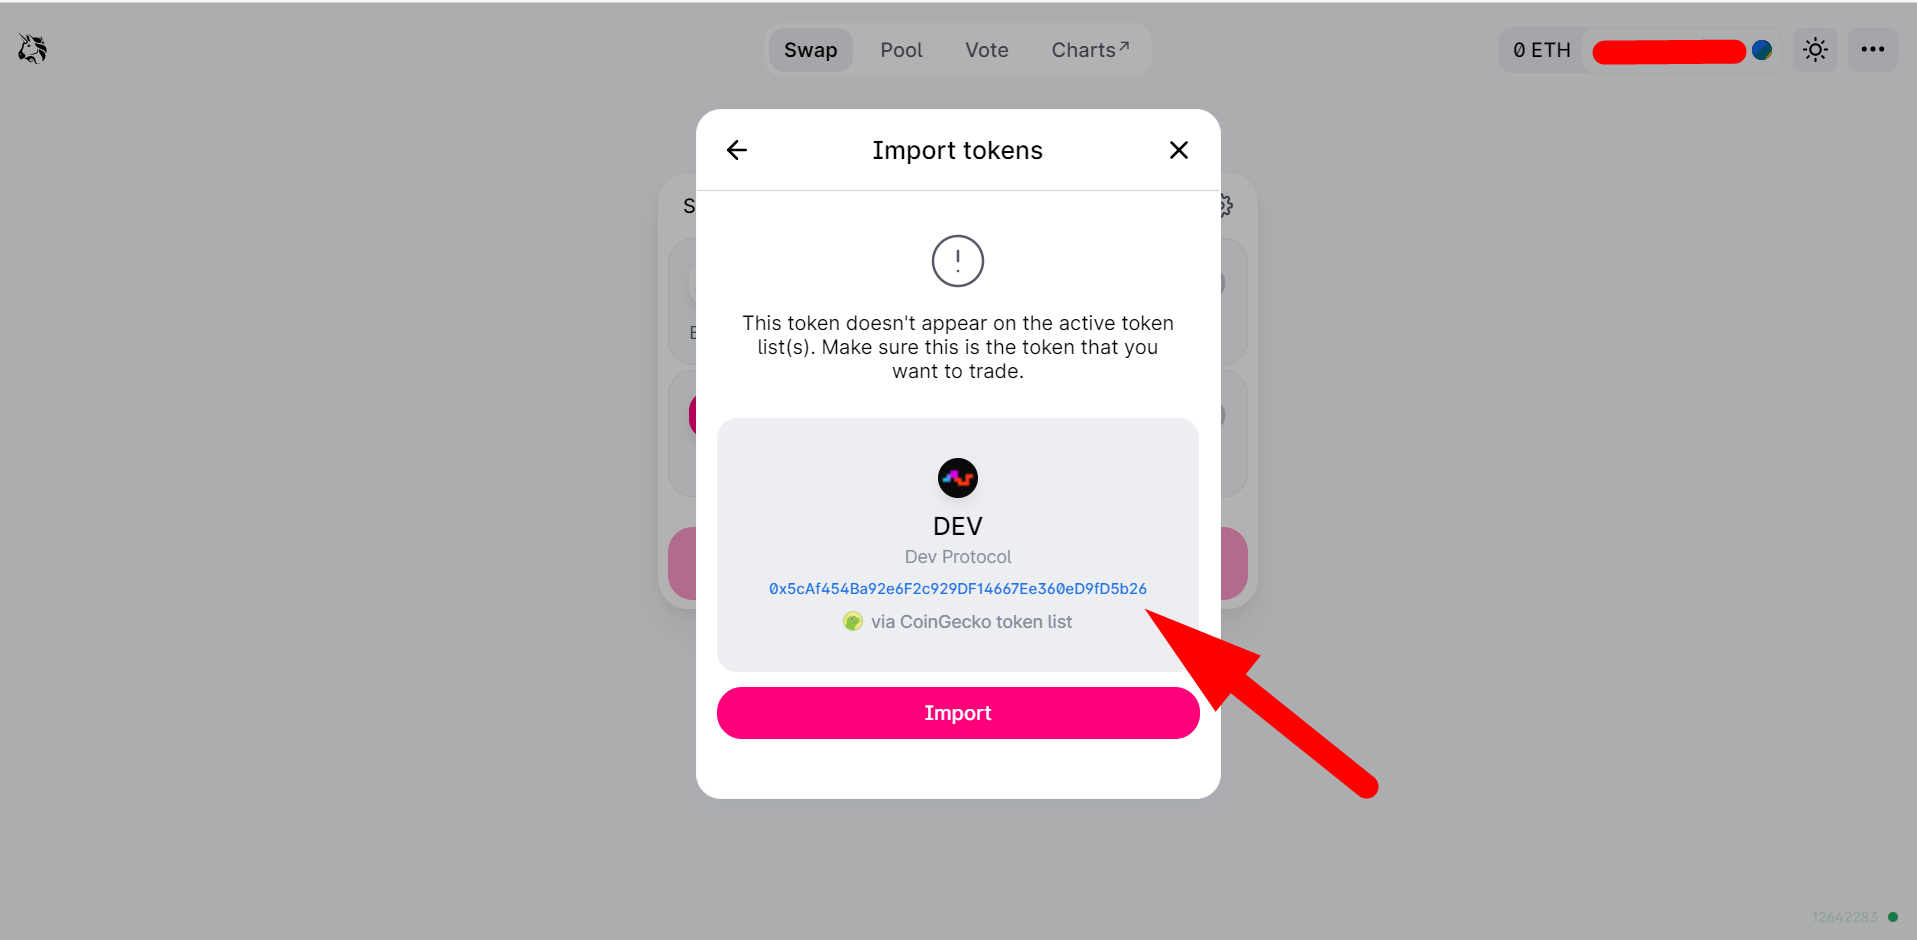 Swap Pool Vote Charts↗ 0 ETH
Import tokens
S
This token doesn't appear on the active token
list(s). Make sure this is the token that you
want to trade.
DEV
Dev Protocol
0x5cAf454Ba92e6F2c929DF14667Ee360eD9fD5b26
via CoinGecko token list
Import
12642283